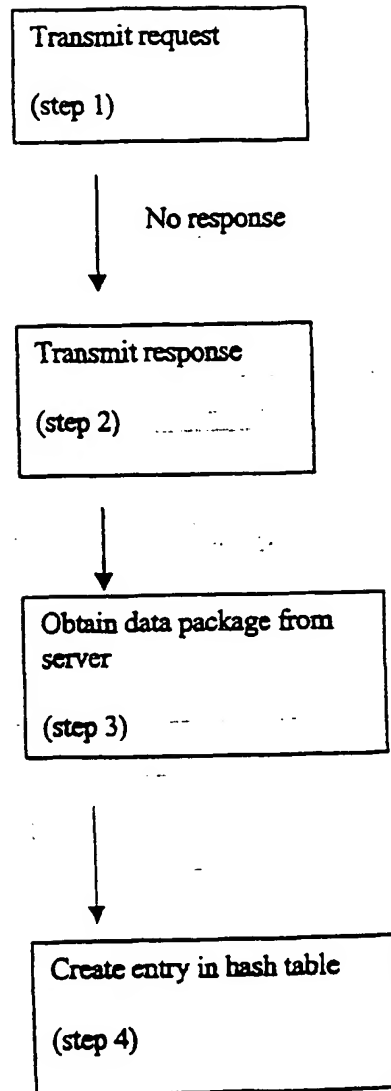 Transmit request
(step 1)
No response
Transmit response
(step 2)
Obtain data package from
server
(step 3)
Create entry in hash table
(step 4)